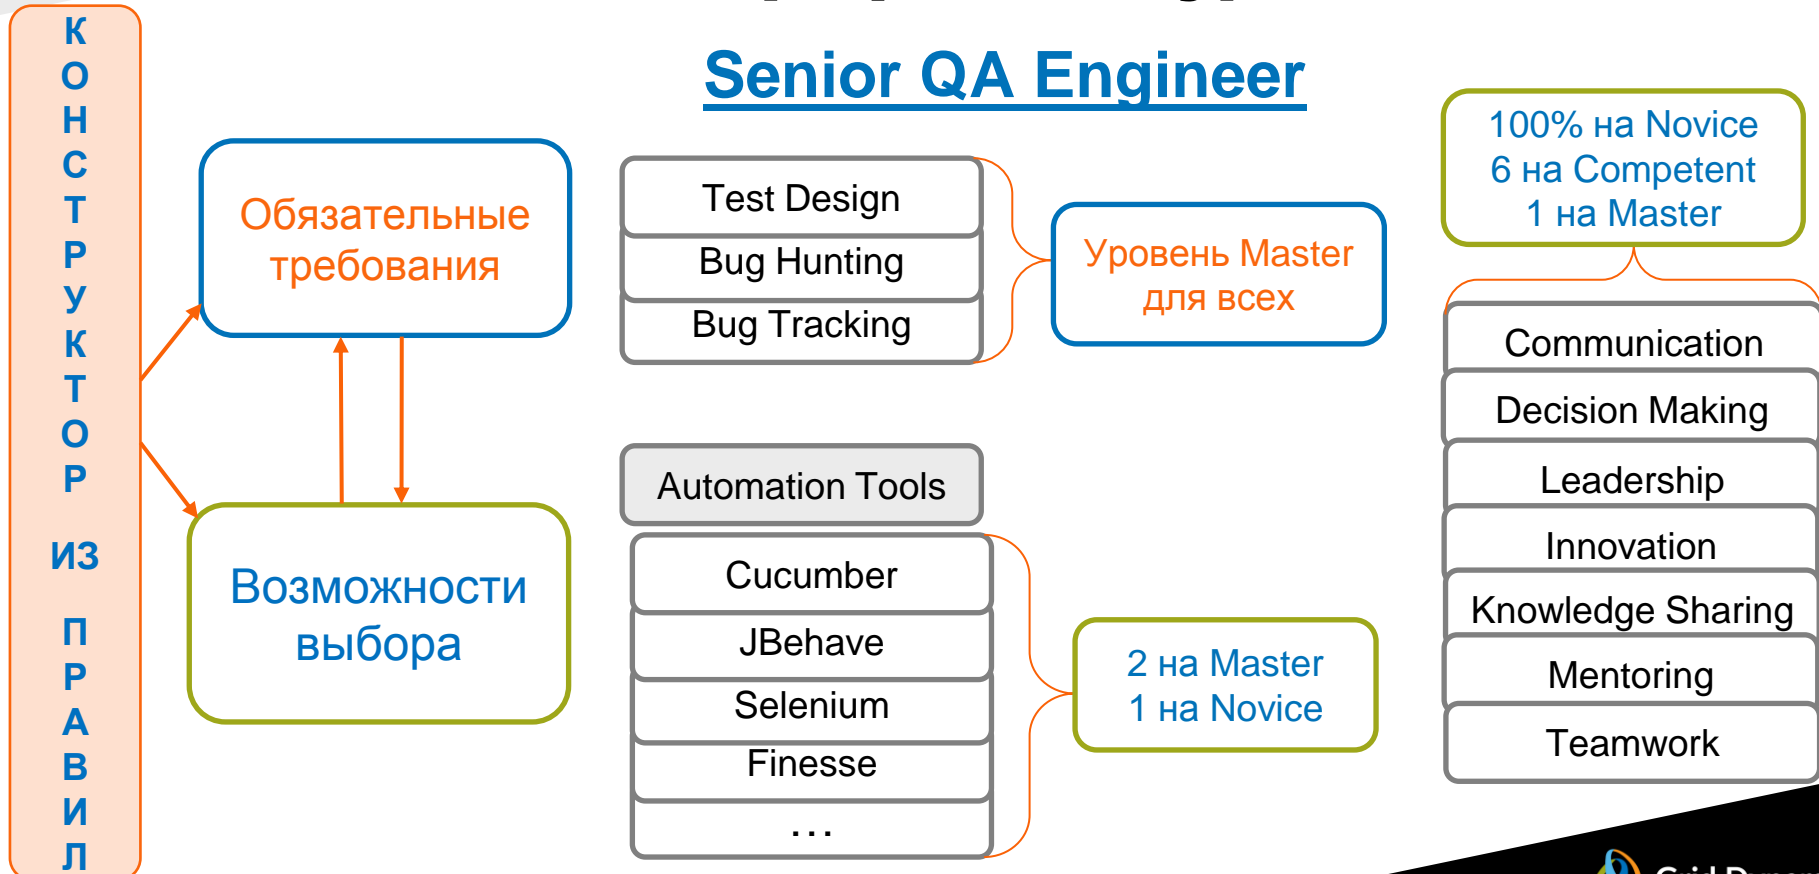 Senior QA Engineer
КОНСТРУКТОР
ИЗ
ПРАВИЛ
Обязательные
требования
Возможности
выбора
Test Design
Bug Hunting
Bug Tracking
Уровень Master
для всех
Automation Tools
Cucumber
JBehave
Selenium
Finesse
...
2 на Master
1 на Novice
100% на Novice
6 на Competent
1 на Master
Communication
Decision Making
Leadership
Innovation
Knowledge Sharing
Mentoring
Teamwork